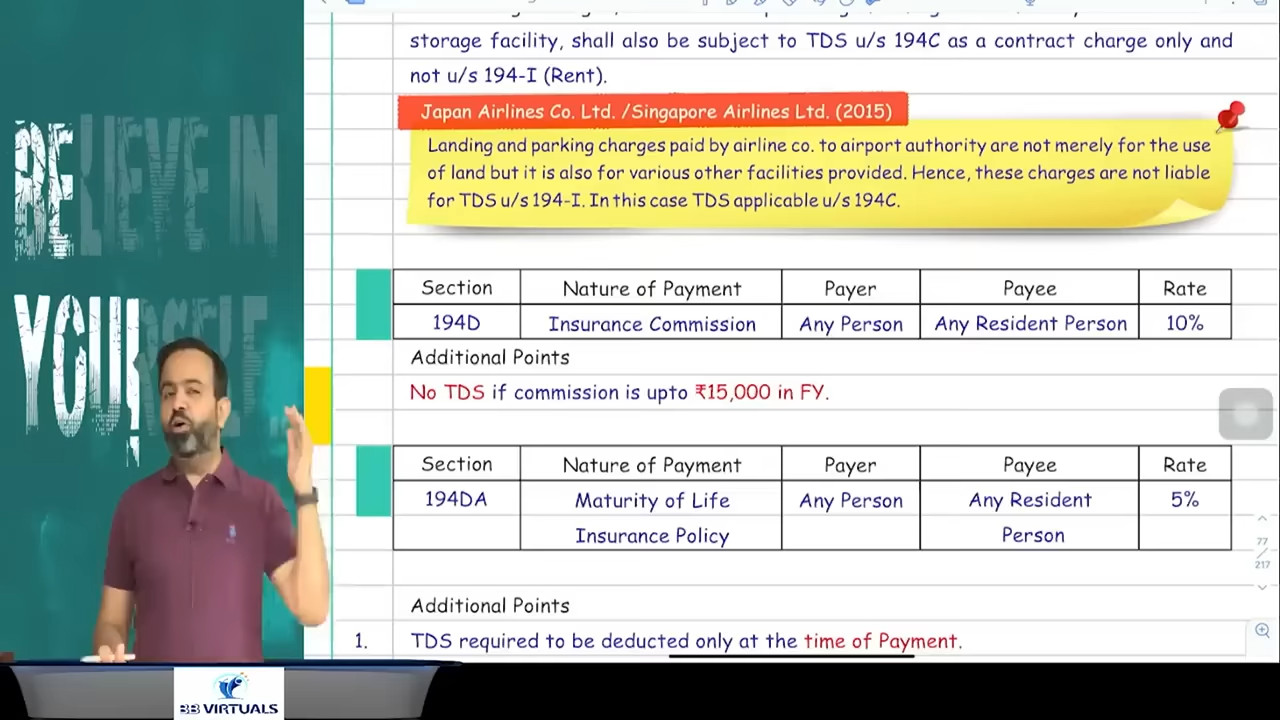 BELIEVE IN
YOU
storage facility, shall also be subject to TDS u/s 194C as a contract charge only and
not u/s 194-I (Rent).
Japan Airlines Co. Ltd. /Singapore Airlines Ltd. (2015)
Landing and parking charges paid by airline co. to airport authority are not merely for the use
of land but it is also for various other facilities provided. Hence, these charges are not liable
for TDS u/s 194-I. In this case TDS applicable u/s 194C.
Section Nature of Payment Payer Payee Rate
194D Insurance Commission Any Person Any Resident Person 10%
Additional Points
No TDS if commission is upto ₹15,000 in FY.
Section Nature of Payment Payer Payee Rate
194DA Maturity of Life Any Person Any Resident 5%
Insurance Policy Person
77
/
217
Additional Points
1. TDS required to be deducted only at the time of Payment.
BB VIRTUALS